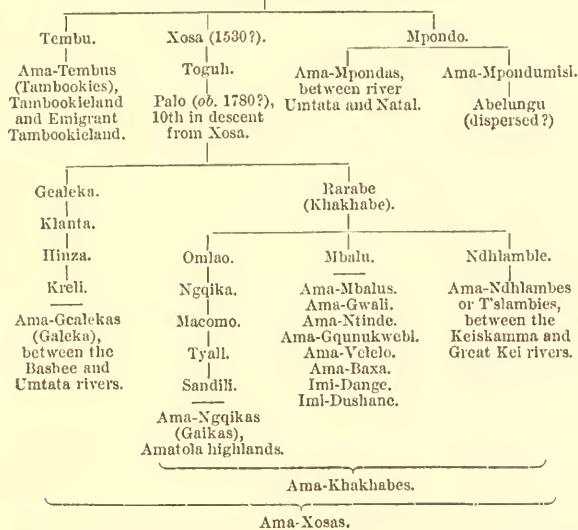 Tembu.
Xosa (1530?).
Mpondo.
Ama-Tembus
(Tambookies),
Tambookieland
and Emigrant
Tambookieland.
Toguh.
Palo (ob. 1780?),
10th in descent
from Xosa.
Ama-Mpondas,
between river
Umtata and Natal.
Ama-Mpondumisi.
Abelungu
(dispersed?)
Gcaleka.
Klanta.
Hinza.
Kreli.
Ama-Gcalekas
(Galeka),
between the
Bashee and
Umtata rivers.
Rarabe
(Khakhabe).
Omlao.
Ngqika.
Macomo.
Tyali.
Sandili.
Ama-Ngqikas
(Gaikas),
Amatola highlands.
Mbalu.
Ama-Mbalus.
Ama-Gwali.
Ama-Ntinde.
Ama-Gqunukwebi.
Ama-Velelo.
Ama-Baxa.
Imi-Dange.
Imi-Dushane.
Ndhlamble.
Ama-Ndhlambes
or T'slambies,
between the
Keiskamma and
Great Kei rivers.
Ama-Khakhabes.
Ama-Xosas.